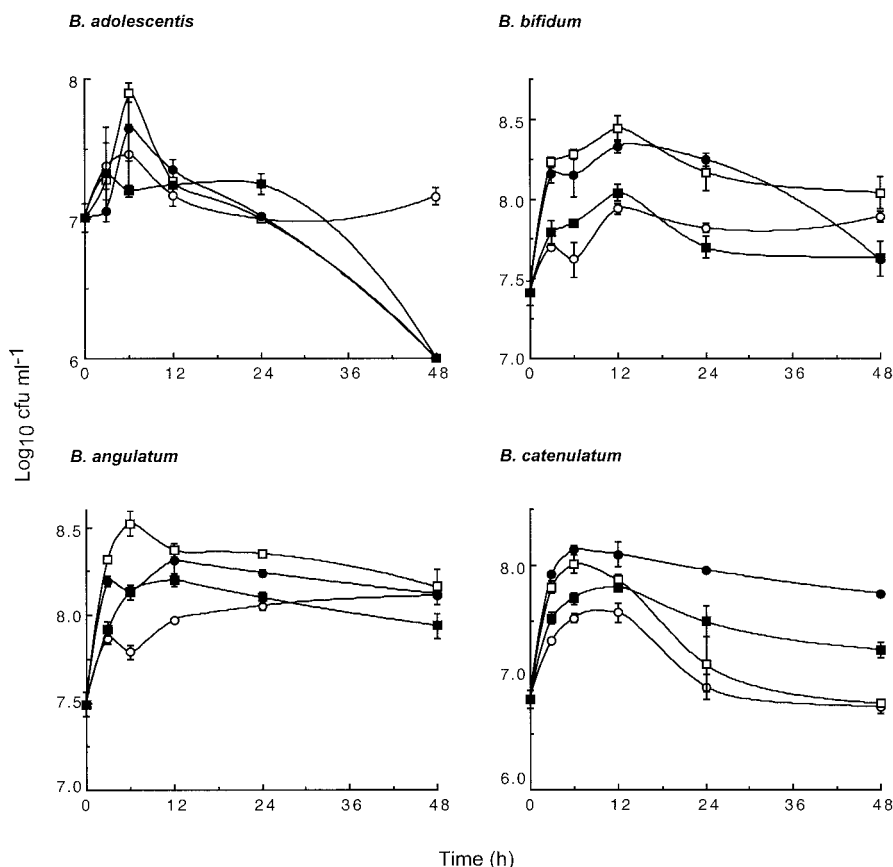 B. adolescentis
8
7
6
0 12 24 36 48
B. bifidum
8.5
8.0
7.5
7.0
0 12 24 36 48
Log10 cfu ml-1
B. angulatum
8.5
8.0
7.5
7.0
0 12 24 36 48
B. catenulatum
8.0
7.0
6.0
0 12 24 36 48
Time (h)